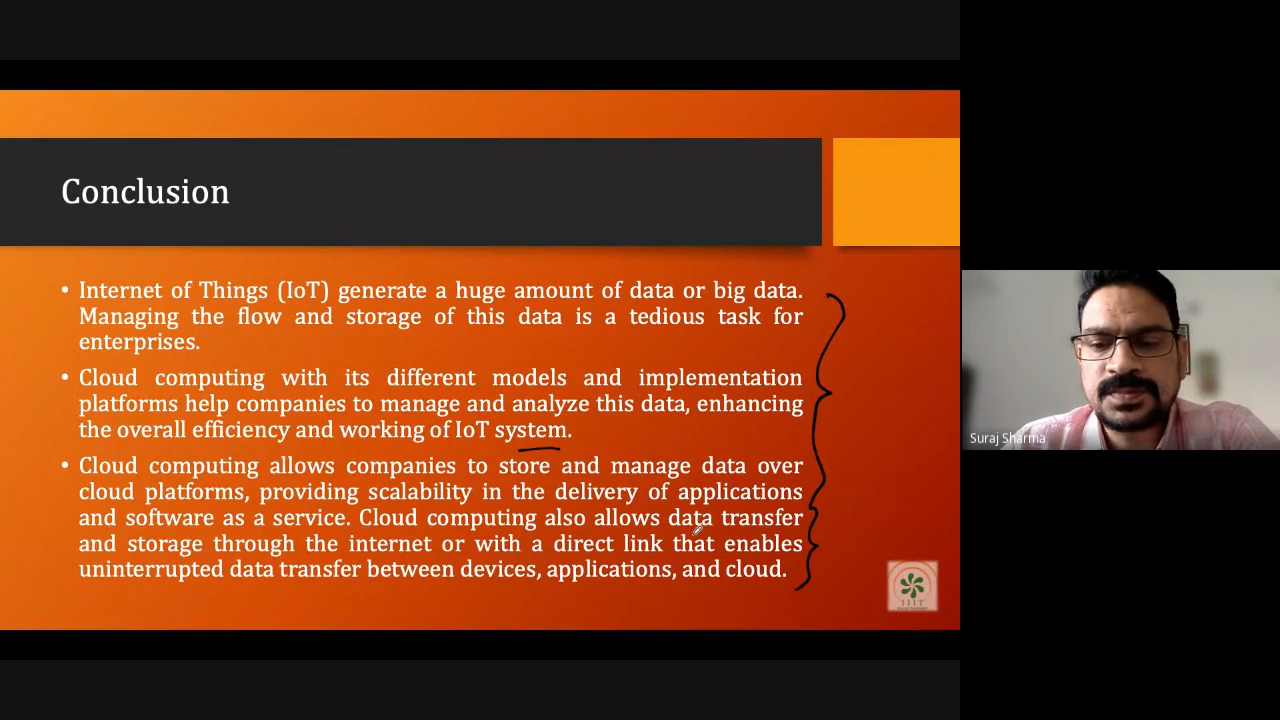 Conclusion
• Internet of Things (IoT) generate a huge amount of data or big data.
Managing the flow and storage of this data is a tedious task for
enterprises.
• Cloud computing with its different models and implementation
platforms help companies to manage and analyze this data, enhancing
the overall efficiency and working of IoT system.
• Cloud computing allows companies to store and manage data over
cloud platforms, providing scalability in the delivery of applications
and software as a service. Cloud computing also allows data transfer
and storage through the internet or with a direct link that enables
uninterrupted data transfer between devices, applications, and cloud.
Suraj Sharma
IIIT